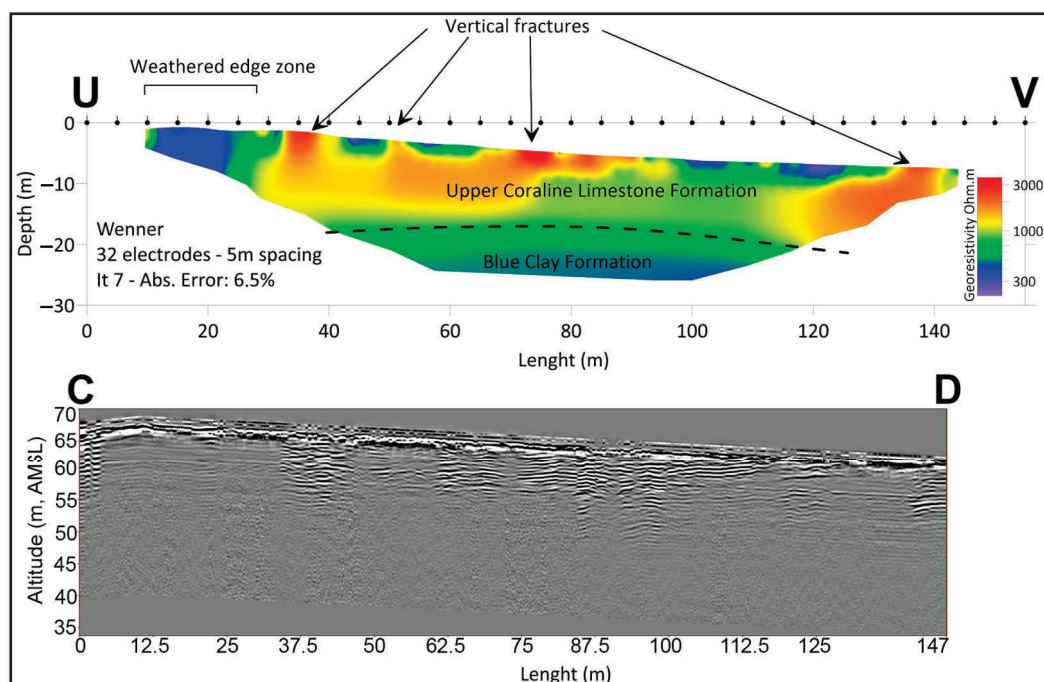 Vertical fractures
Weathered edge zone
U
V
0
−10
−20
−30
Depth (m)
Upper Coraline Limestone Formation
Wenner
32 electrodes - 5m spacing
It 7 - Abs. Error: 6.5%
Blue Clay Formation
Georesistivity Ohm.m
3000
1000
300
0 20 40 60 80 100 120 140
Lenght (m)
C
D
70
65
60
55
50
45
40
35
Altitude (m, AMSL)
0 12.5 25 37.5 50 62.5 75 87.5 100 112.5 125 147
Lenght (m)